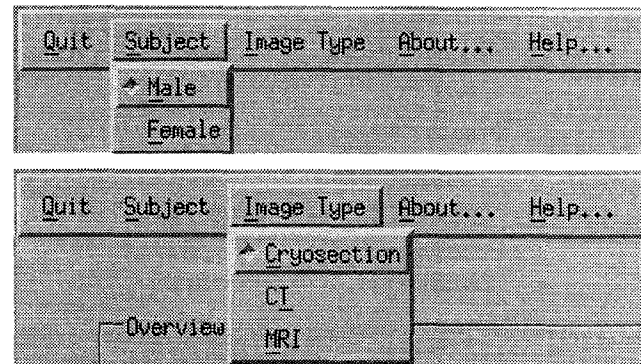 Quit Subject Image Type About... Help...
Male
Female
Quit Subject Image Type About... Help...
Cryosection
CT
Overview
MRI